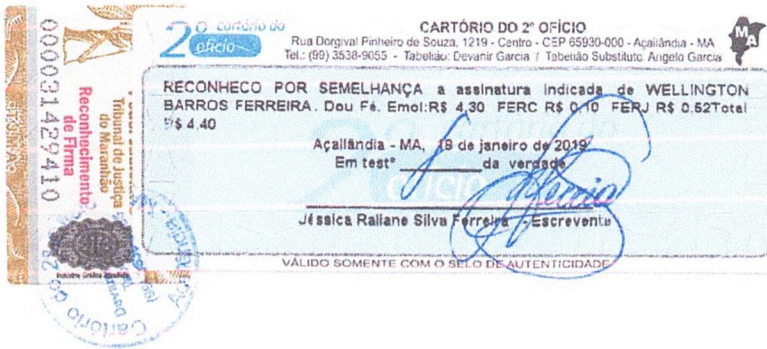 2º cartório do
ofício
CARTÓRIO DO 2º OFÍCIO
Rua Dorgival Pinheiro de Souza, 1219 - Centro - CEP 65930-000 - Açailândia - MA
Tel.: (99) 3538-9055 - Tabelião: Devanir Garcia / Tabelião Substituto: Angelo Garcia
MA
RECONHECO POR SEMELHANÇA a assinatura indicada de WELLINGTON
BARROS FERREIRA. Dou Fé. Emol:R$ 4,30 FERC R$ 0,10 FERJ R$ 0.52Total
R$ 4,40
Açailândia - MA, 18 de janeiro de 2019
Em testº da verdade
Jéssica Railane Silva Ferreira - Escrevente
VÁLIDO SOMENTE COM O SELO DE AUTENTICIDADE
Tribunal de Justiça
do Maranhão
Reconhecimento
de Firma
000031429410
Cartório do 2º